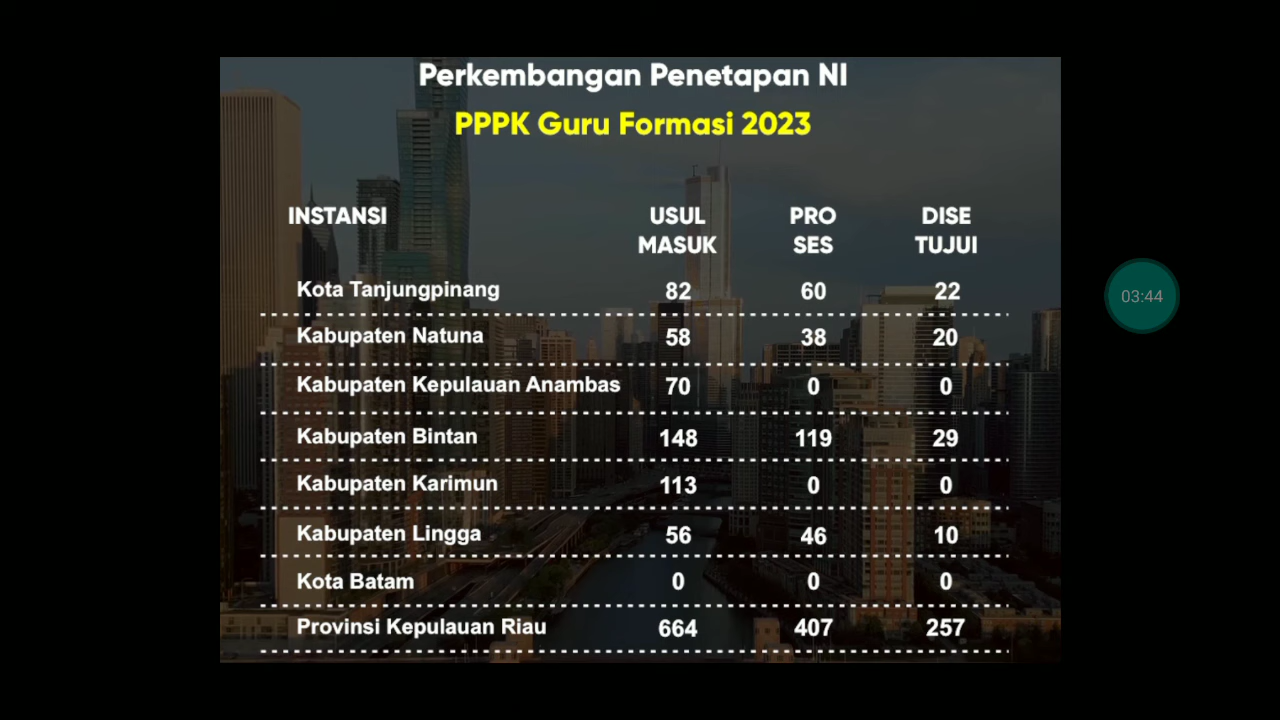 Perkembangan Penetapan NI
PPPK Guru Formasi 2023
INSTANSI USUL MASUK PRO SES DISE TUJUI
Kota Tanjungpinang 82 60 22
Kabupaten Natuna 58 38 20
Kabupaten Kepulauan Anambas 70 0 0
Kabupaten Bintan 148 119 29
Kabupaten Karimun 113 0 0
Kabupaten Lingga 56 46 10
Kota Batam 0 0 0
Provinsi Kepulauan Riau 664 407 257
03:44